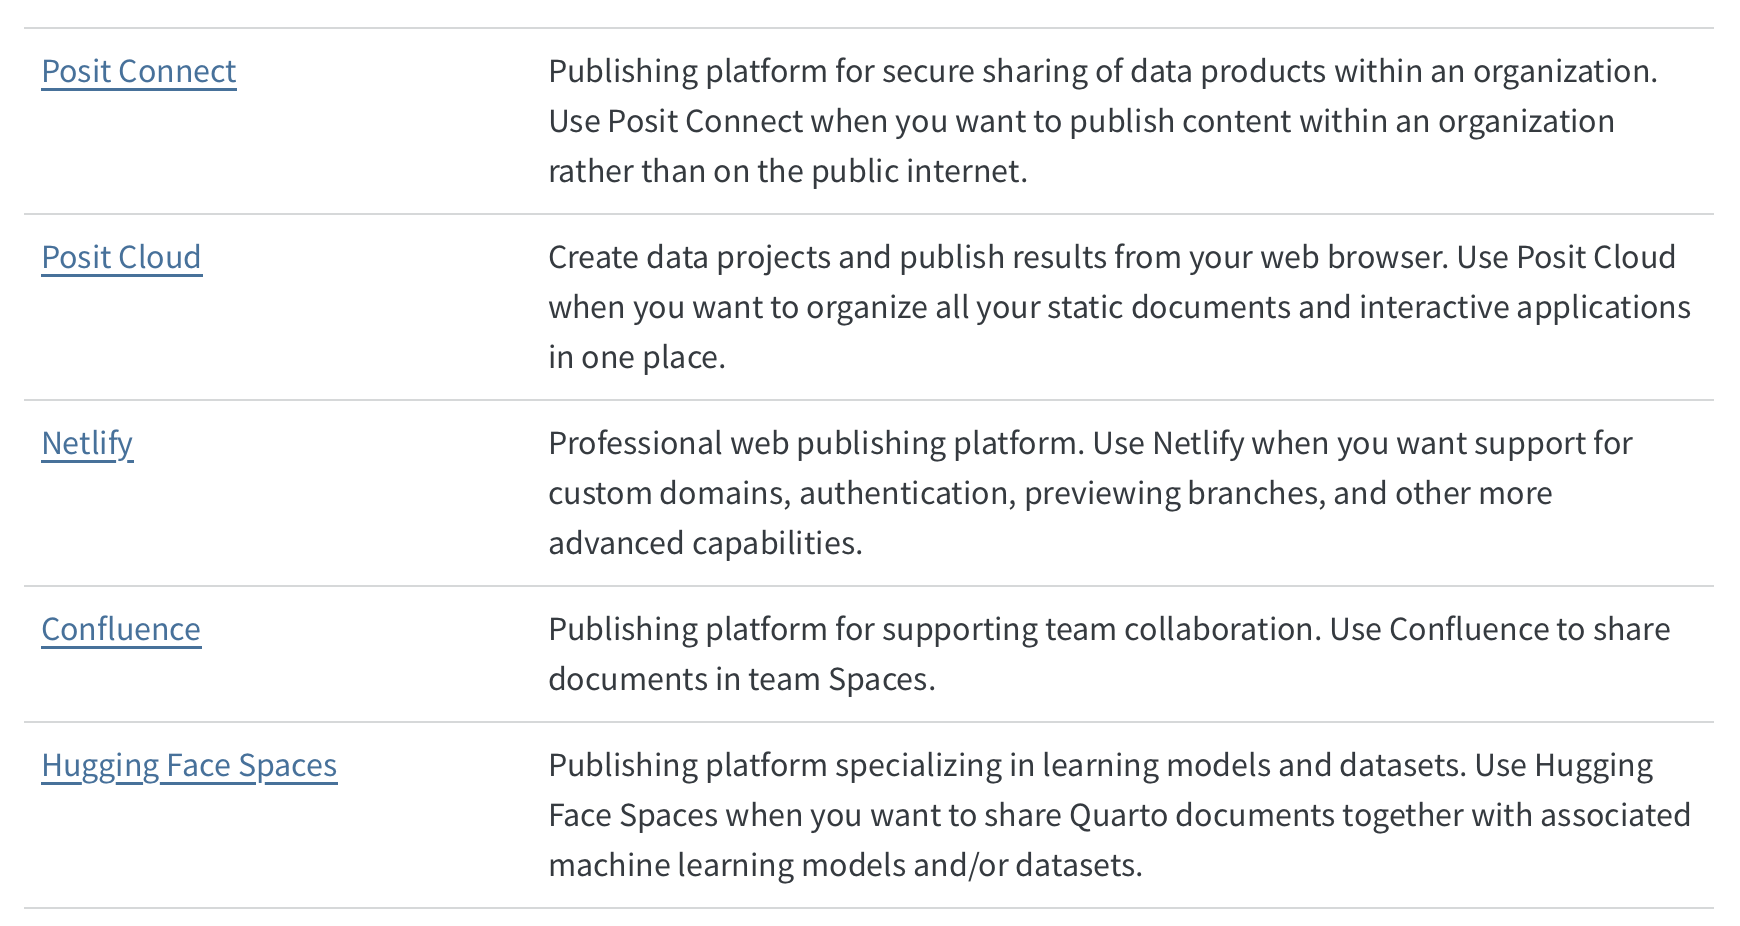 Posit Connect
Publishing platform for secure sharing of data products within an organization.
Use Posit Connect when you want to publish content within an organization
rather than on the public internet.
Posit Cloud
Create data projects and publish results from your web browser. Use Posit Cloud
when you want to organize all your static documents and interactive applications
in one place.
Netlify
Professional web publishing platform. Use Netlify when you want support for
custom domains, authentication, previewing branches, and other more
advanced capabilities.
Confluence
Publishing platform for supporting team collaboration. Use Confluence to share
documents in team Spaces.
Hugging Face Spaces
Publishing platform specializing in learning models and datasets. Use Hugging
Face Spaces when you want to share Quarto documents together with associated
machine learning models and/or datasets.